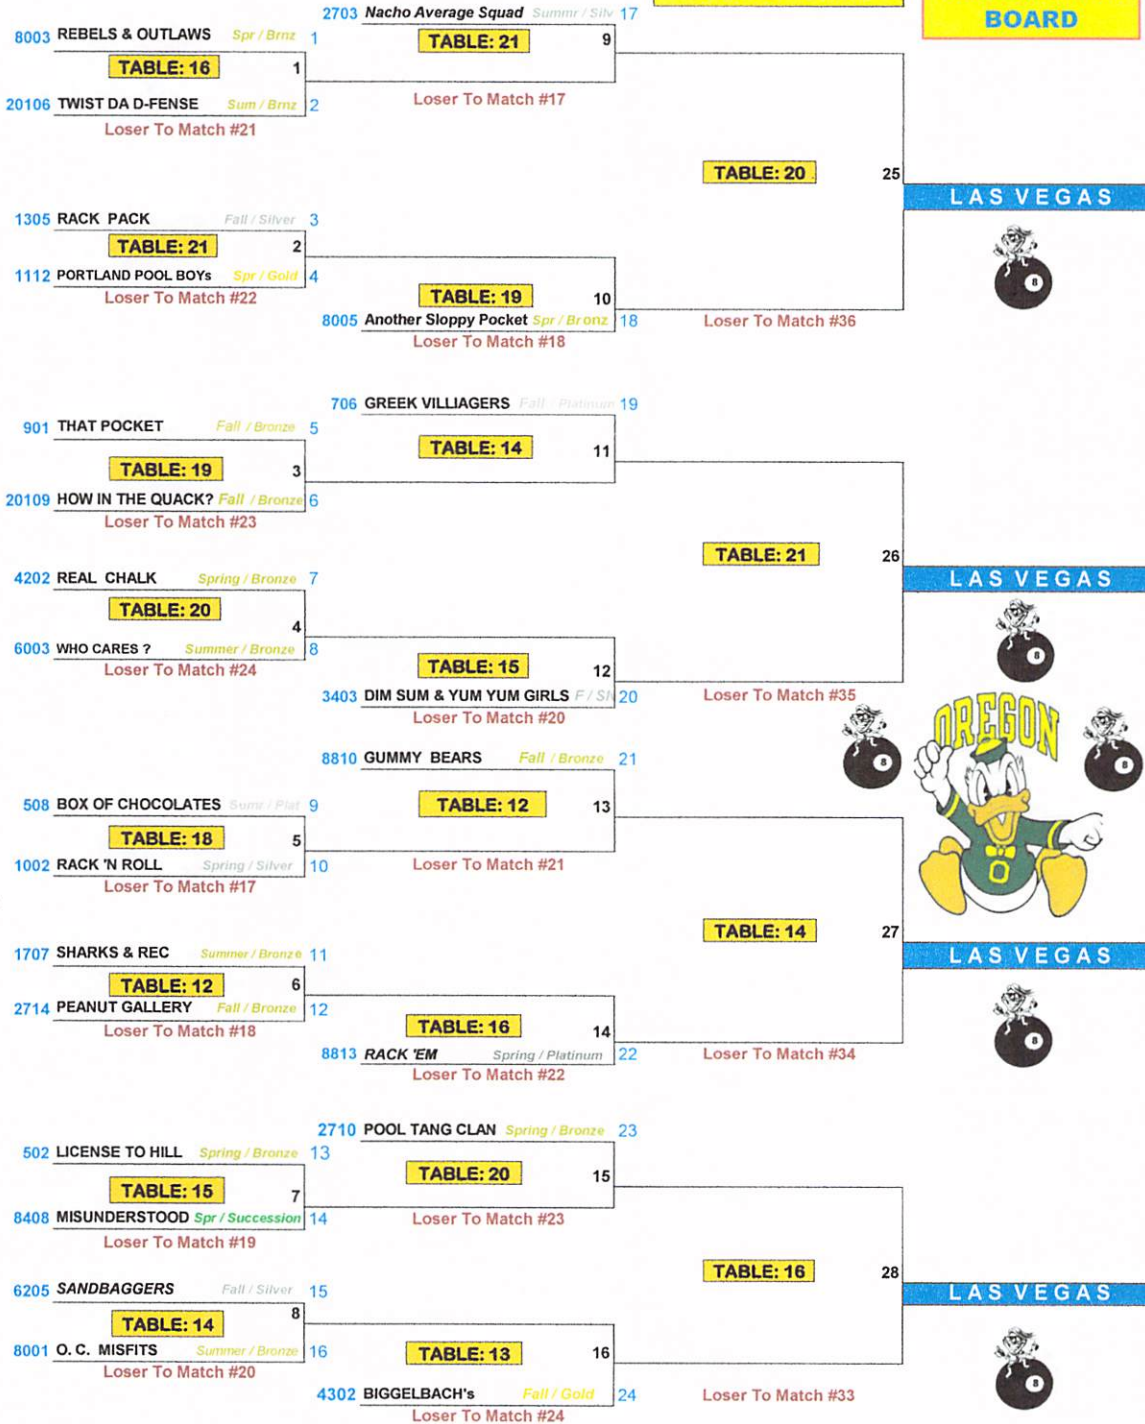 2703 Nacho Average Squad Summr / Silv 17
BOARD
8003 REBELS & OUTLAWS Spr / Brnz 1
TABLE: 21 9
TABLE: 16 1
20106 TWIST DA D-FENSE Sum / Brnz 2
Loser To Match #17
Loser To Match #21
TABLE: 20 25
LAS VEGAS
1305 RACK PACK Fall / Silver 3
TABLE: 21 2
1112 PORTLAND POOL BOYs Spr / Gold 4
Loser To Match #22
TABLE: 19 10
8
8005 Another Sloppy Pocket Spr / Bronz 18
Loser To Match #36
Loser To Match #18
706 GREEK VILLIAGERS Fall / Platinum 19
901 THAT POCKET Fall / Bronze 5
TABLE: 14 11
TABLE: 19 3
20109 HOW IN THE QUACK? Fall / Bronze 6
Loser To Match #23
TABLE: 21 26
4202 REAL CHALK Spring / Bronze 7
LAS VEGAS
TABLE: 20
4
6003 WHO CARES ? Summer / Bronze 8
8
Loser To Match #24
TABLE: 15 12
3403 DIM SUM & YUM YUM GIRLS 20
Loser To Match #35
Loser To Match #20
OREGON
8810 GUMMY BEARS Fall / Bronze 21
8
8
508 BOX OF CHOCOLATES Sumr / Plat 9
TABLE: 12 13
TABLE: 18 5
1002 RACK 'N ROLL Spring / Silver 10
Loser To Match #21
O
Loser To Match #17
TABLE: 14 27
1707 SHARKS & REC Summer / Bronze 11
LAS VEGAS
TABLE: 12 6
2714 PEANUT GALLERY Fall / Bronze 12
Loser To Match #18
TABLE: 16 14
8
8813 RACK 'EM Spring / Platinum 22
Loser To Match #34
Loser To Match #22
2710 POOL TANG CLAN Spring / Bronze 23
502 LICENSE TO HILL Spring / Bronze 13
TABLE: 20 15
TABLE: 15 7
8408 MISUNDERSTOOD Spr / Succession 14
Loser To Match #23
Loser To Match #19
TABLE: 16 28
6205 SANDBAGGERS Fall / Silver 15
LAS VEGAS
8
TABLE: 14
8001 O. C. MISFITS Summer / Bronze 16
TABLE: 13 16
Loser To Match #20
8
4302 BIGGELBACH's Fall / Gold 24
Loser To Match #33
Loser To Match #24